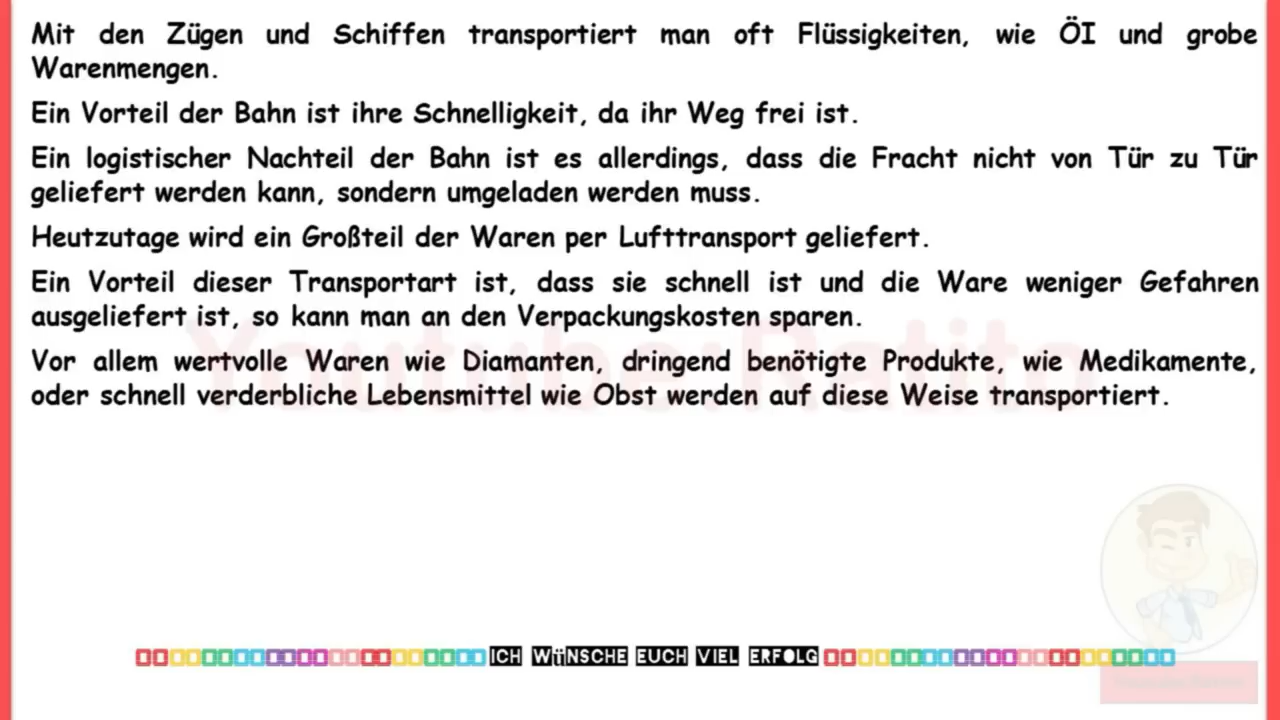 Mit den Zügen und Schiffen transportiert man oft Flüssigkeiten, wie ÖI und grobe
Warenmengen.
Ein Vorteil der Bahn ist ihre Schnelligkeit, da ihr Weg frei ist.
Ein logistischer Nachteil der Bahn ist es allerdings, dass die Fracht nicht von Tür zu Tür
geliefert werden kann, sondern umgeladen werden muss.
Heutzutage wird ein Großteil der Waren per Lufttransport geliefert.
Ein Vorteil dieser Transportart ist, dass sie schnell ist und die Ware weniger Gefahren
ausgeliefert ist, so kann man an den Verpackungskosten sparen.
Youtube:Ratito
Vor allem wertvolle Waren wie Diamanten, dringend benötigte Produkte, wie Medikamente,
oder schnell verderbliche Lebensmittel wie Obst werden auf diese Weise transportiert.
ICH WÜNSCHE EUCH VIEL ERFOLG